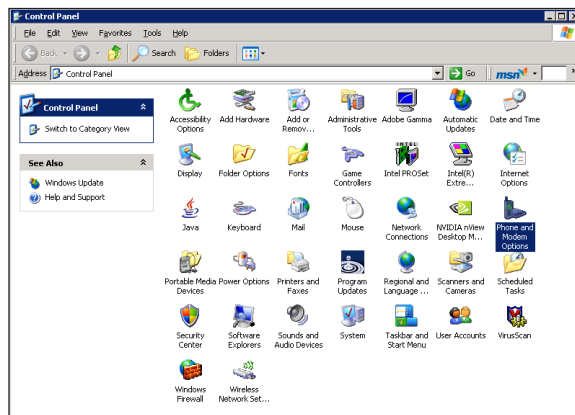 Control Panel
File Edit View Favorites Tools Help
Back Search Folders
Address Control Panel Go msn
Control Panel
Switch to Category View
See Also
Windows Update
Help and Support
Accessibility Options
Add Hardware
Add or Remov...
Administrative Tools
Adobe Gamma
Automatic Updates
Date and Time
Display
Folder Options
Fonts
Game Controllers
INTEL
PRO
Intel PROSet
INTEL
Intel(R) Extre...
Internet Options
Java
Keyboard
Mail
Mouse
Network Connections
NVIDIA nView Desktop M...
Phone and Modem Options
Portable Media Devices
Power Options
Printers and Faxes
Program Updates
Regional and Language ...
Scanners and Cameras
Scheduled Tasks
Security Center
Software Explorers
Sounds and Audio Devices
System
Taskbar and Start Menu
User Accounts
VirusScan
Windows Firewall
Wireless Network Set...